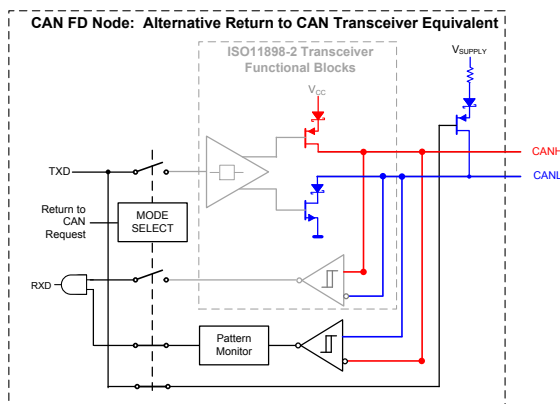 CAN FD Node: Alternative Return to CAN Transceiver Equivalent
ISO11898-2 Transceiver
Functional Blocks
VSUPPLY
VCC
CANH
TXD
CANL
Return to
CAN
Request
MODE
SELECT
RXD
Pattern
Monitor